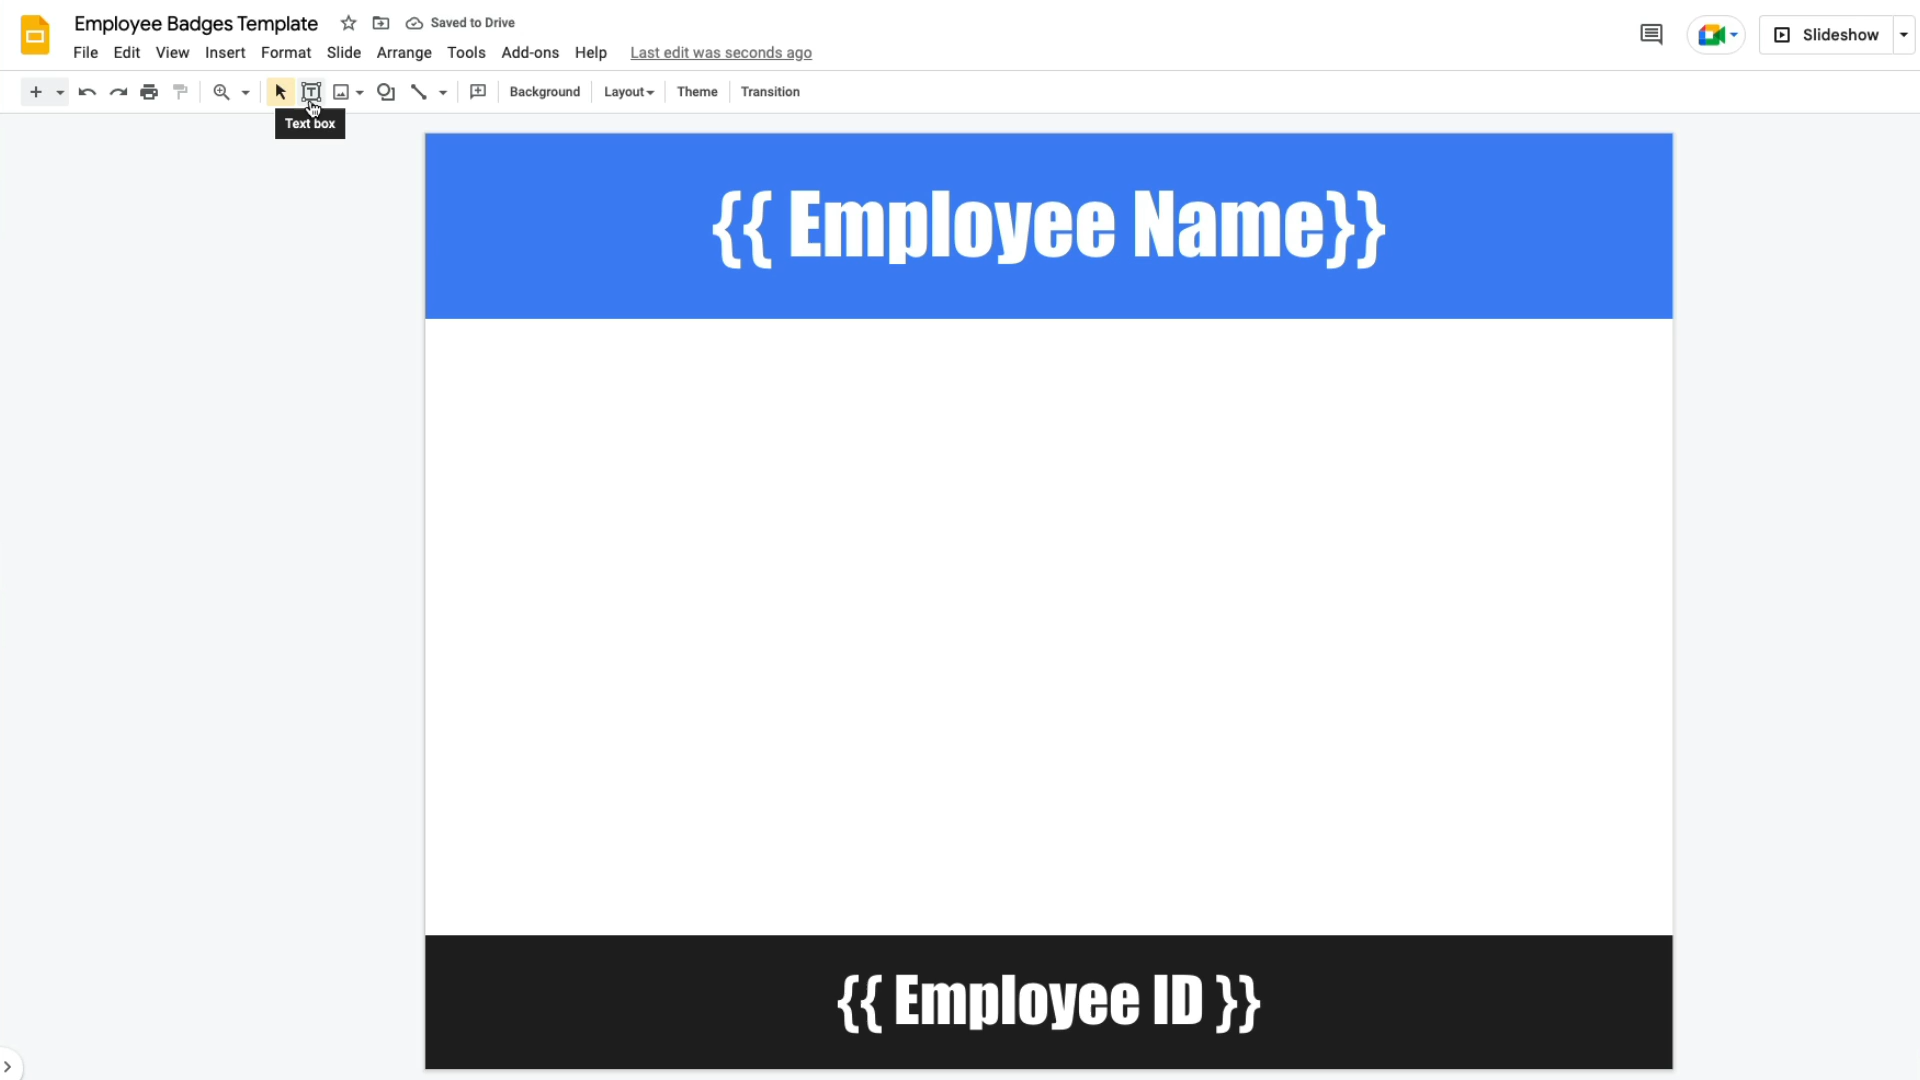 Employee Badges Template
Saved to Drive
File Edit View Insert Format Slide Arrange Tools Add-ons Help Last edit was seconds ago
Slideshow
Background Layout Theme Transition
Text box
{{ Employee Name}}
{{ Employee ID }}